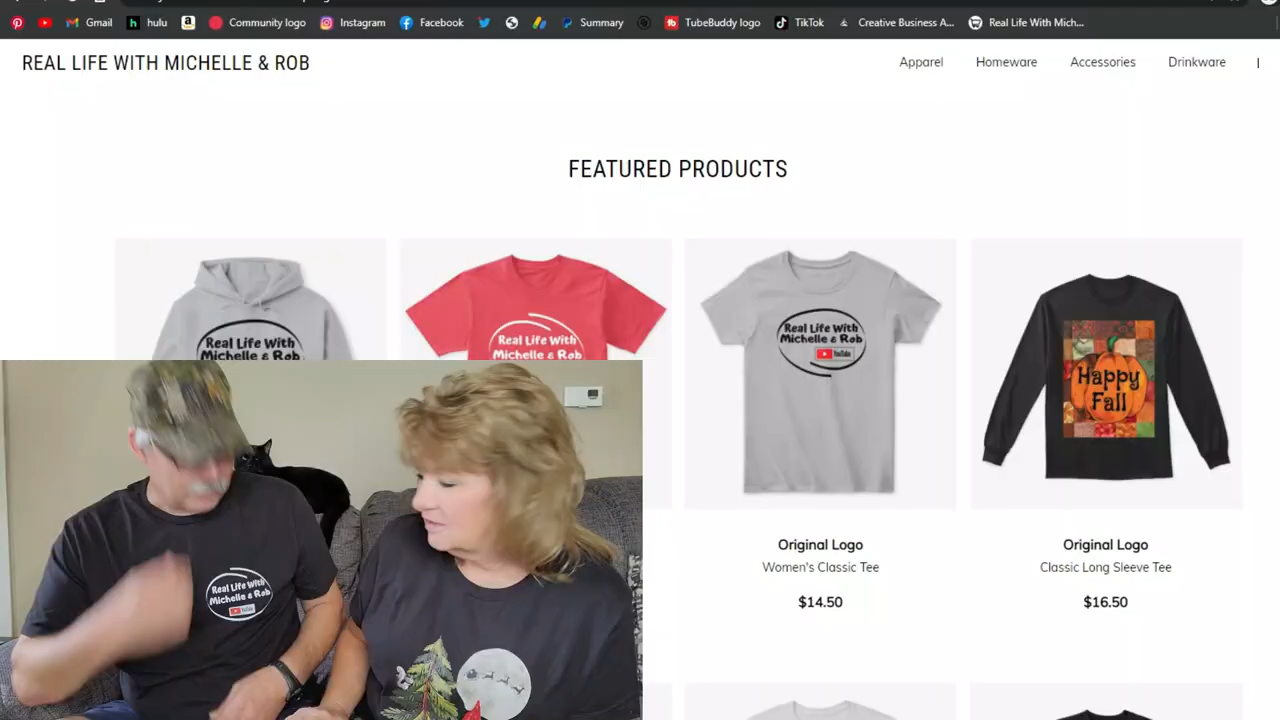 Gmail
hulu
Community logo
Instagram
Facebook
Summary
TubeBuddy logo
TikTok
Creative Business A...
Real Life With Mich...
REAL LIFE WITH MICHELLE & ROB
Apparel
Homeware
Accessories
Drinkware
FEATURED PRODUCTS
Real Life With
Michelle & Rob
Real Life With
Michelle & Rob
Real Life With
Michelle & Rob
YouTube
Happy
Fall
Original Logo
Women's Classic Tee
$14.50
Original Logo
Classic Long Sleeve Tee
$16.50
Real Life With
Michelle & Rob
YouTube